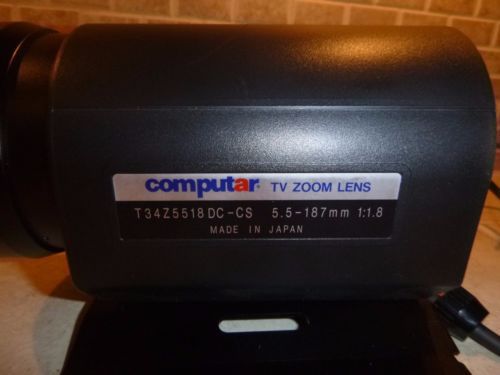 computar. TV ZOOM LENS
T34Z5518DC-CS 5.5-187mm 1:1.8
MADE IN JAPAN